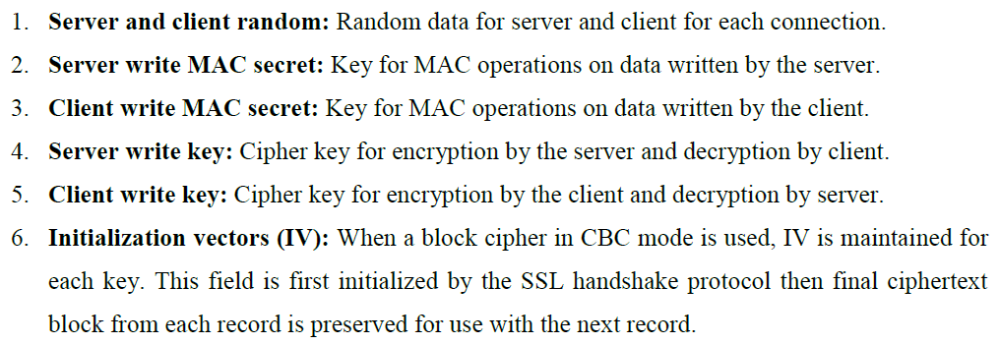 1. Server and client random: Random data for server and client for each connection.
2. Server write MAC secret: Key for MAC operations on data written by the server.
3. Client write MAC secret: Key for MAC operations on data written by the client.
4. Server write key: Cipher key for encryption by the server and decryption by client.
5. Client write key: Cipher key for encryption by the client and decryption by server.
6. Initialization vectors (IV): When a block cipher in CBC mode is used, IV is maintained for
each key. This field is first initialized by the SSL handshake protocol then final ciphertext
block from each record is preserved for use with the next record.